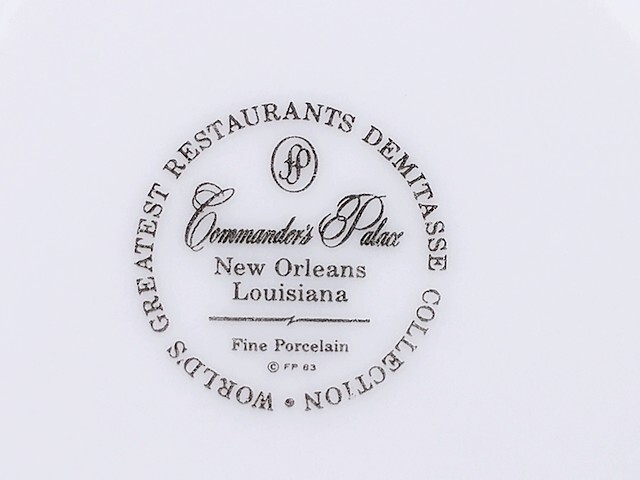 WORLD'S GREATEST RESTAURANTS DEMITASSE COLLECTION •
FP
Commander's Palace
New Orleans
Louisiana
Fine Porcelain
© FP 83